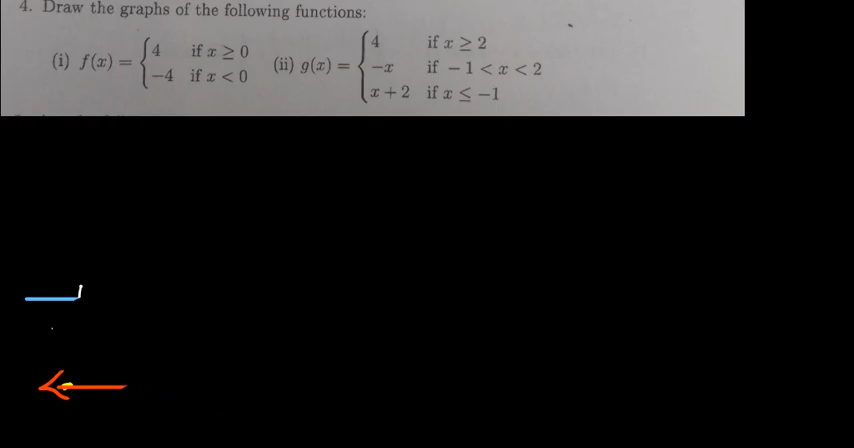 4. Draw the graphs of the following functions:
(i) f(x) = { 4 if x ≥ 0
−4 if x < 0
(ii) g(x) = { 4 if x ≥ 2
−x if − 1 < x < 2
x + 2 if x ≤ −1